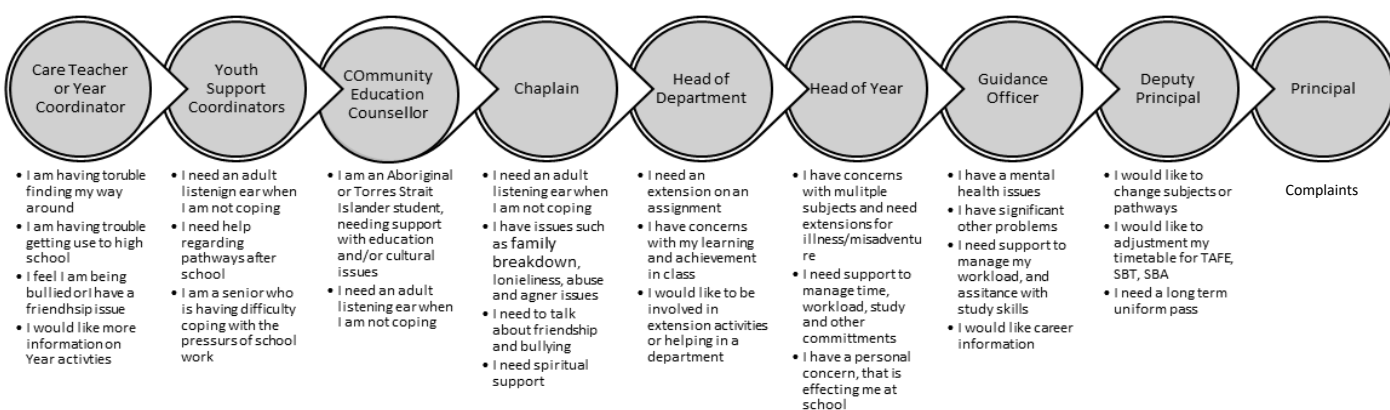 Care Teacher
or Year
Coordinator
• I am having toruble
finding my way
around
• I am having trouble
getting use to high
school
• I feel I am being
bullied or I have a
friendhsip issue
• I would like more
information on
Year activties
Youth
Support
Coordinators
• I need an adult
listenign ear when
I am not coping
• I need help
regarding
pathways after
school
• I am a senior who
is having difficulty
coping with the
pressurs of school
work
COmmunity
Education
Counsellor
• I am an Aboriginal
or Torres Strait
Islander student,
needing support
with education
and/or cultural
issues
• I need an adult
listening ear when
I am not coping
Chaplain
• I need an adult
listening ear when
I am not coping
• I have issues such
as family
breakdown,
lonieliness, abuse
and agner issues
• I need to talk
about friendship
and bullying
• I need spiritual
support
Head of
Department
• I need an
extension on an
assignment
• I have concerns
with my learning
and achievement
in class
• I would like to be
involved in
extension activities
or helping in a
department
Head of Year
• I have concerns
with mulitple
subjects and need
extensions for
illness/misadventu
re
• I need support to
manage time,
workload, study
and other
committments
• I have a personal
concern, that is
effecting me at
school
Guidance
Officer
• I have a mental
health issues
• I have significant
other problems
• I need support to
manage my
workload, and
assitance with
study skills
• I would like career
information
Deputy
Principal
• I would like to
change subjects or
pathways
• I would like to
adjustment my
timetable for TAFE,
SBT, SBA
• I need a long term
uniform pass
Principal
Complaints